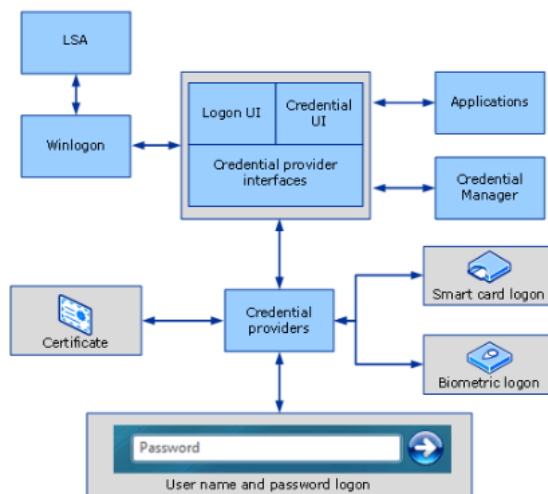 LSA
Winlogon
Logon UI
Credential
UI
Credential provider
interfaces
Applications
Credential
Manager
Certificate
Credential
providers
Smart card logon
Biometric logon
Password
User name and password logon